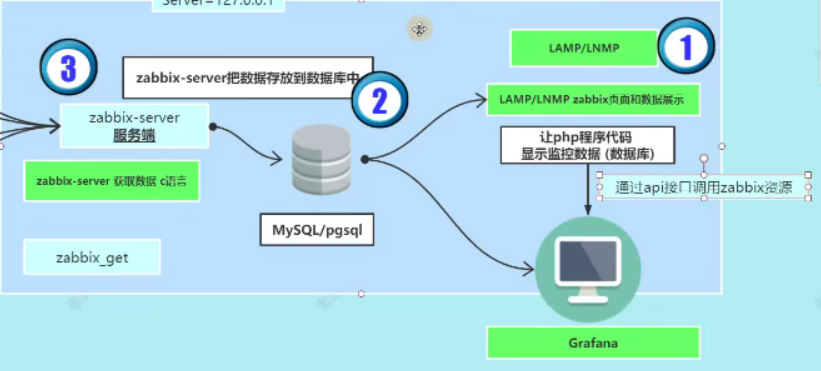 Server=127.0.0.1
LAMP/LNMP
1
3
zabbix-server把数据存放到数据库中
2
LAMP/LNMP zabbix页面和数据展示
zabbix-server
服务端
让php程序代码
显示监控数据 (数据库)
zabbix-server 获取数据 c语言
通过api接口调用zabbix资源
MySQL/pgsql
zabbix_get
Grafana